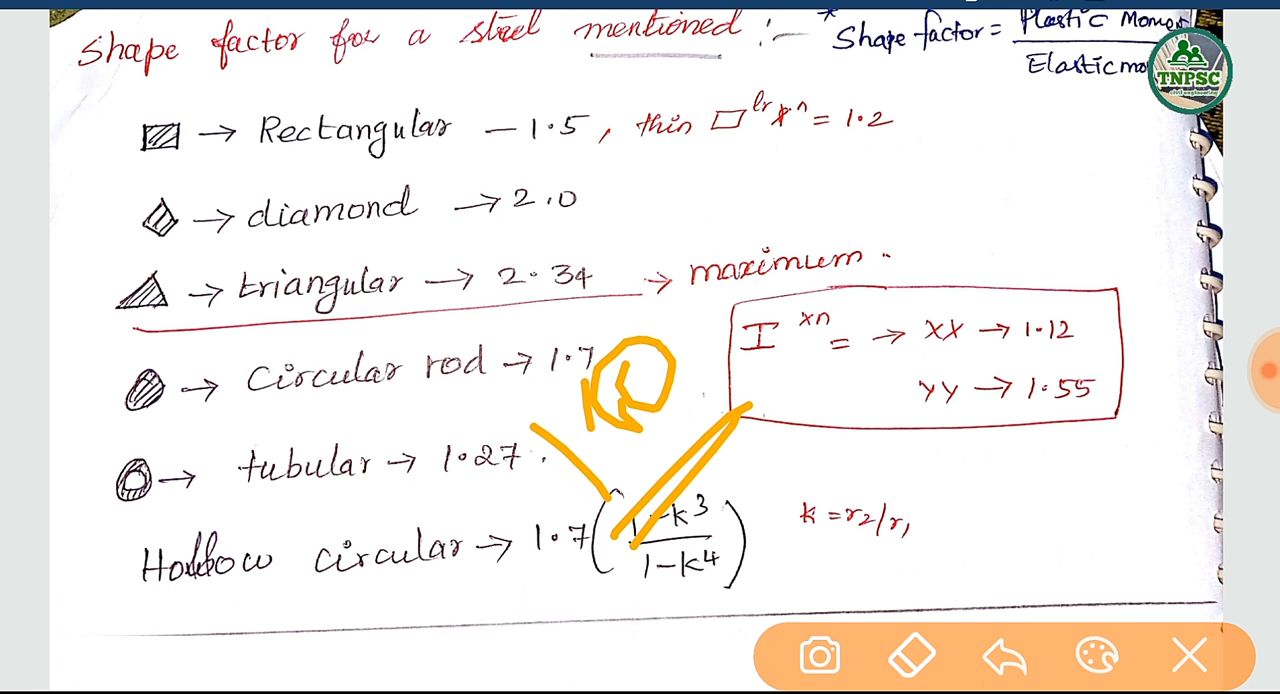 Shape factor for a steel mentioned :- * Shape factor = Plastic Moment / Elastic mo
TNPSC
→ Rectangular - 1.5, thin ▱lr xn = 1.2
→ diamond → 2.0
→ triangular → 2.34 → maximum.
I xn = → XX → 1.12
YY → 1.55
→ Circular rod → 1.7
→ tubular → 1.27.
Hollow circular → 1.7 (1-k³ / 1-k⁴) k = r2/r1